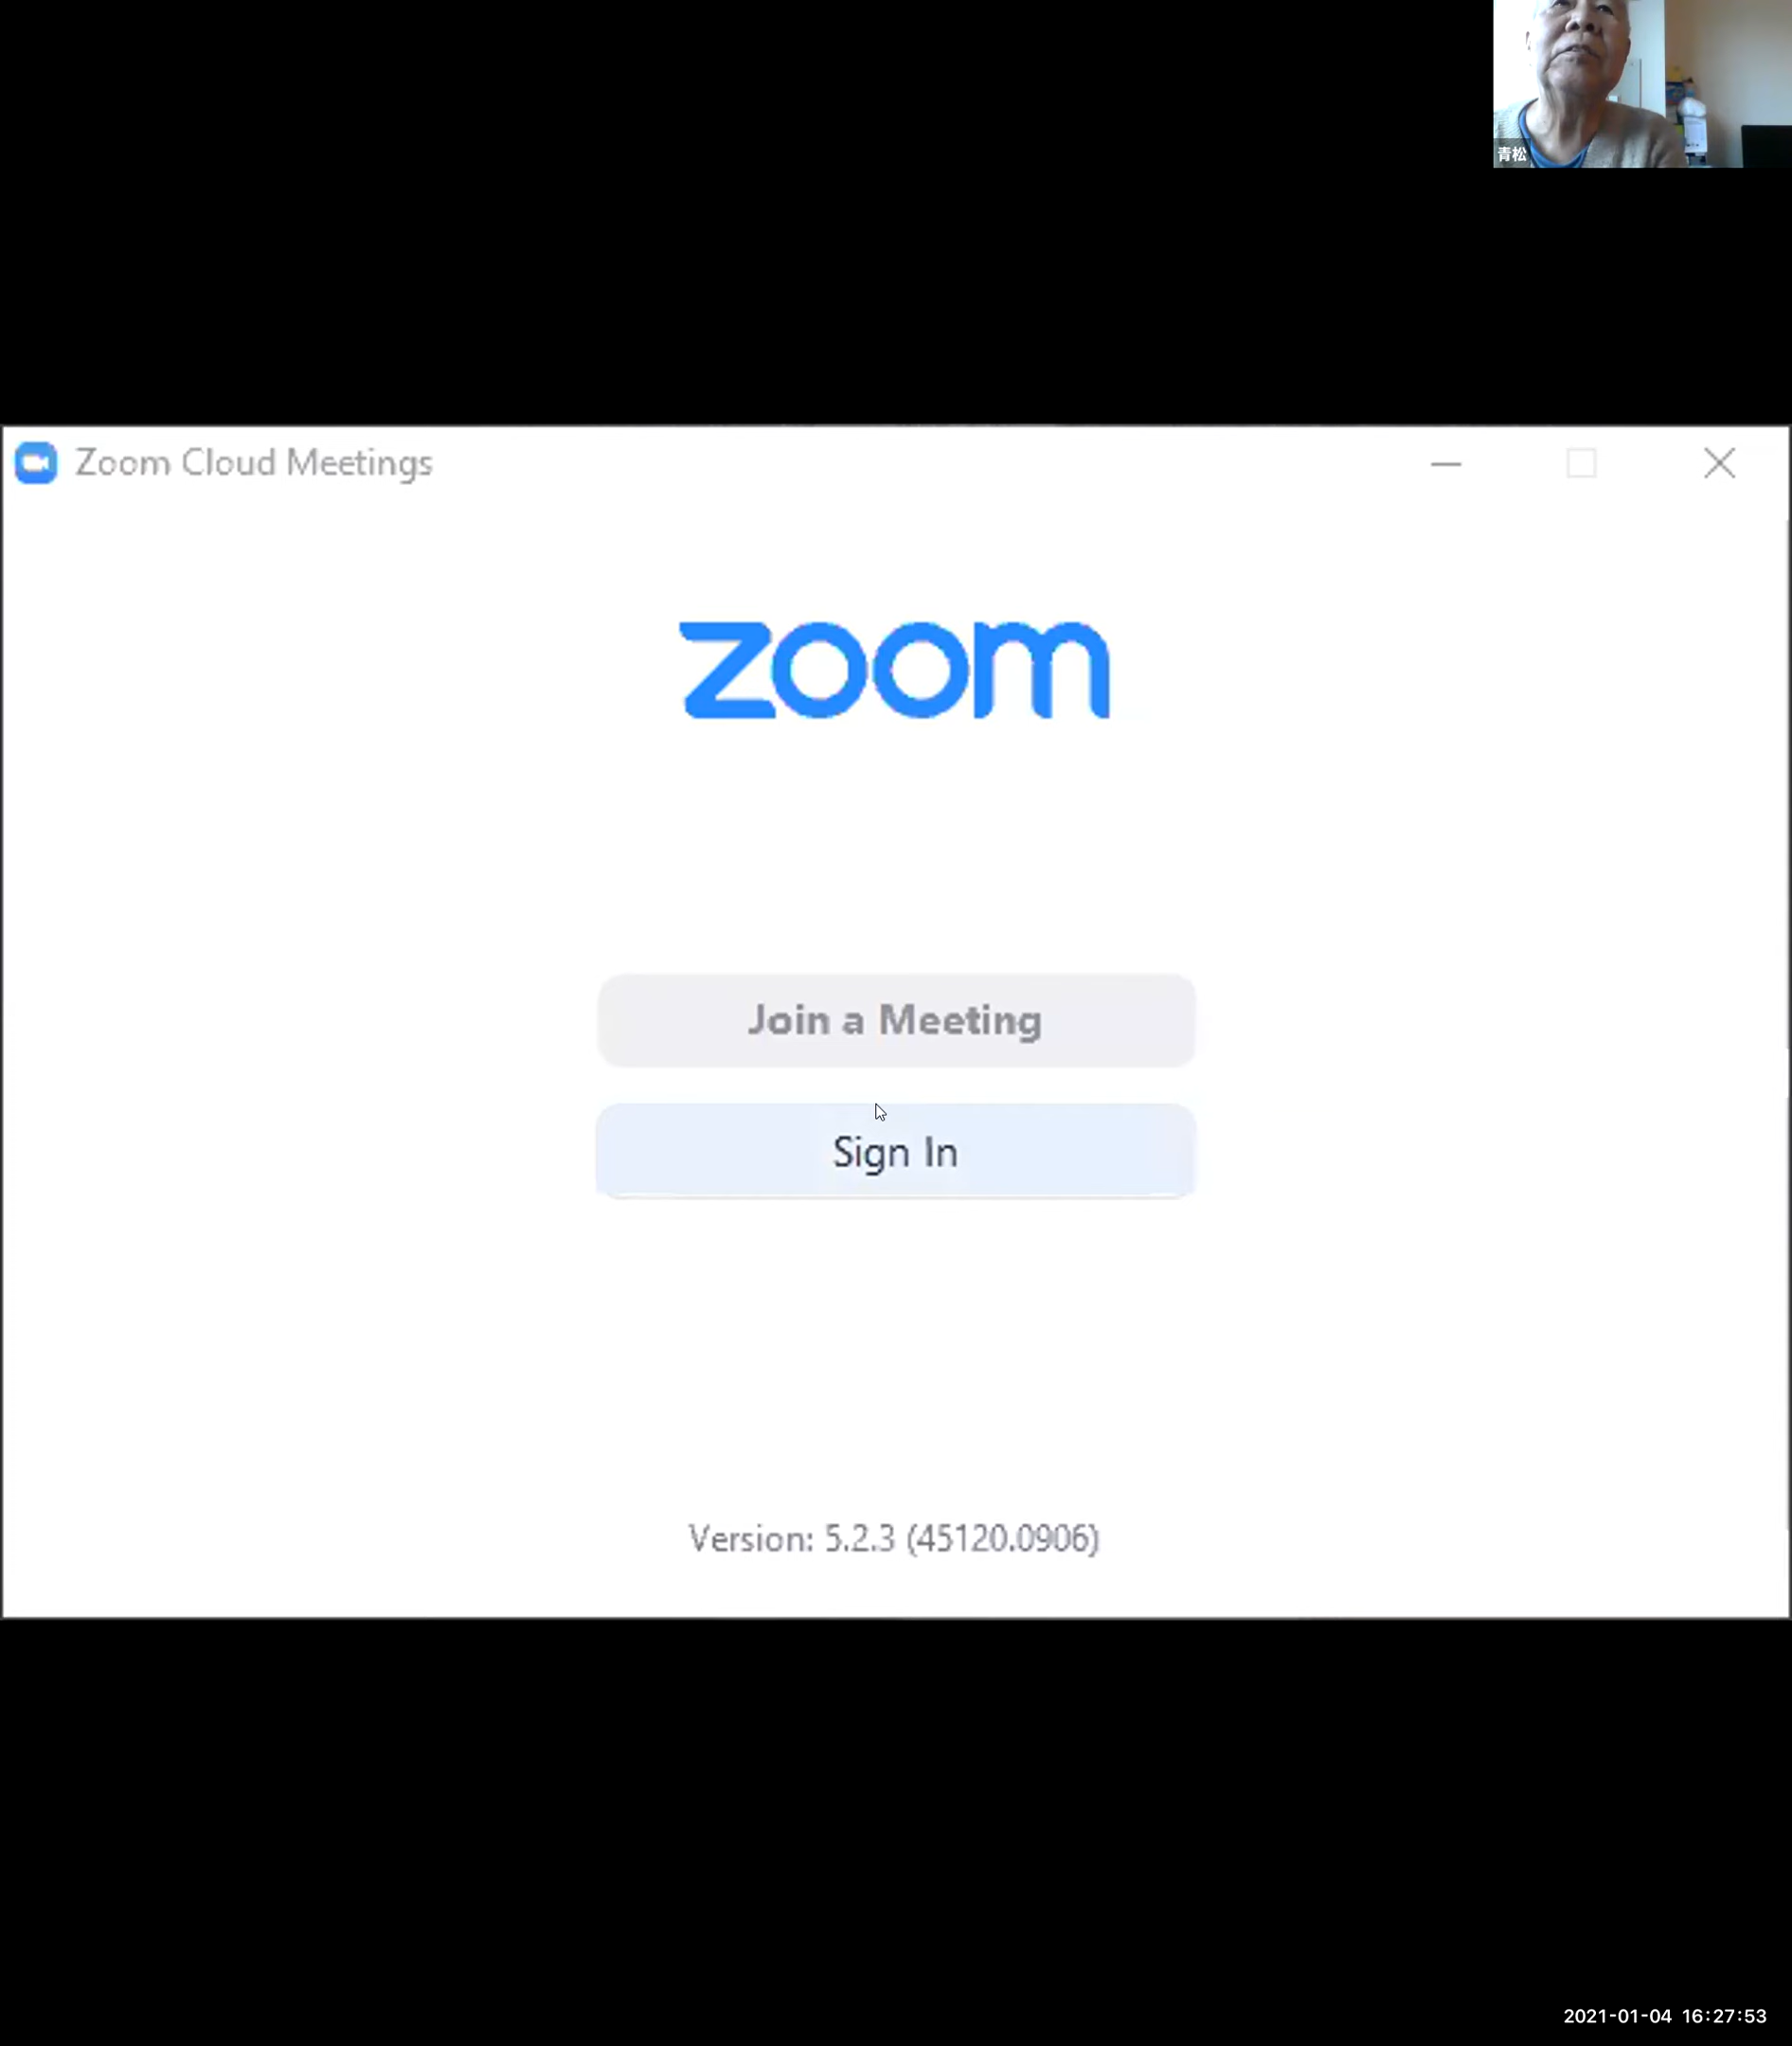 青松
Zoom Cloud Meetings
zoom
Join a Meeting
Sign In
Version: 5.2.3 (45120.0906)
2021-01-04 16:27:53